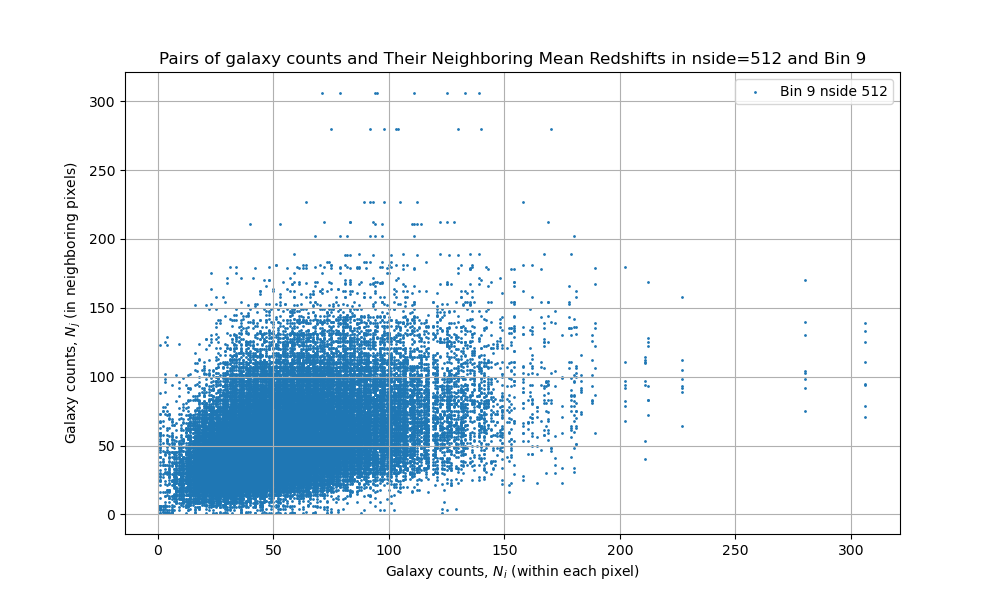 Pairs of galaxy counts and Their Neighboring Mean Redshifts in nside=512 and Bin 9
Bin 9 nside 512
300
250
200
150
100
50
0
Galaxy counts, N_j (in neighboring pixels)
0 50 100 150 200 250 300
Galaxy counts, N_i (within each pixel)